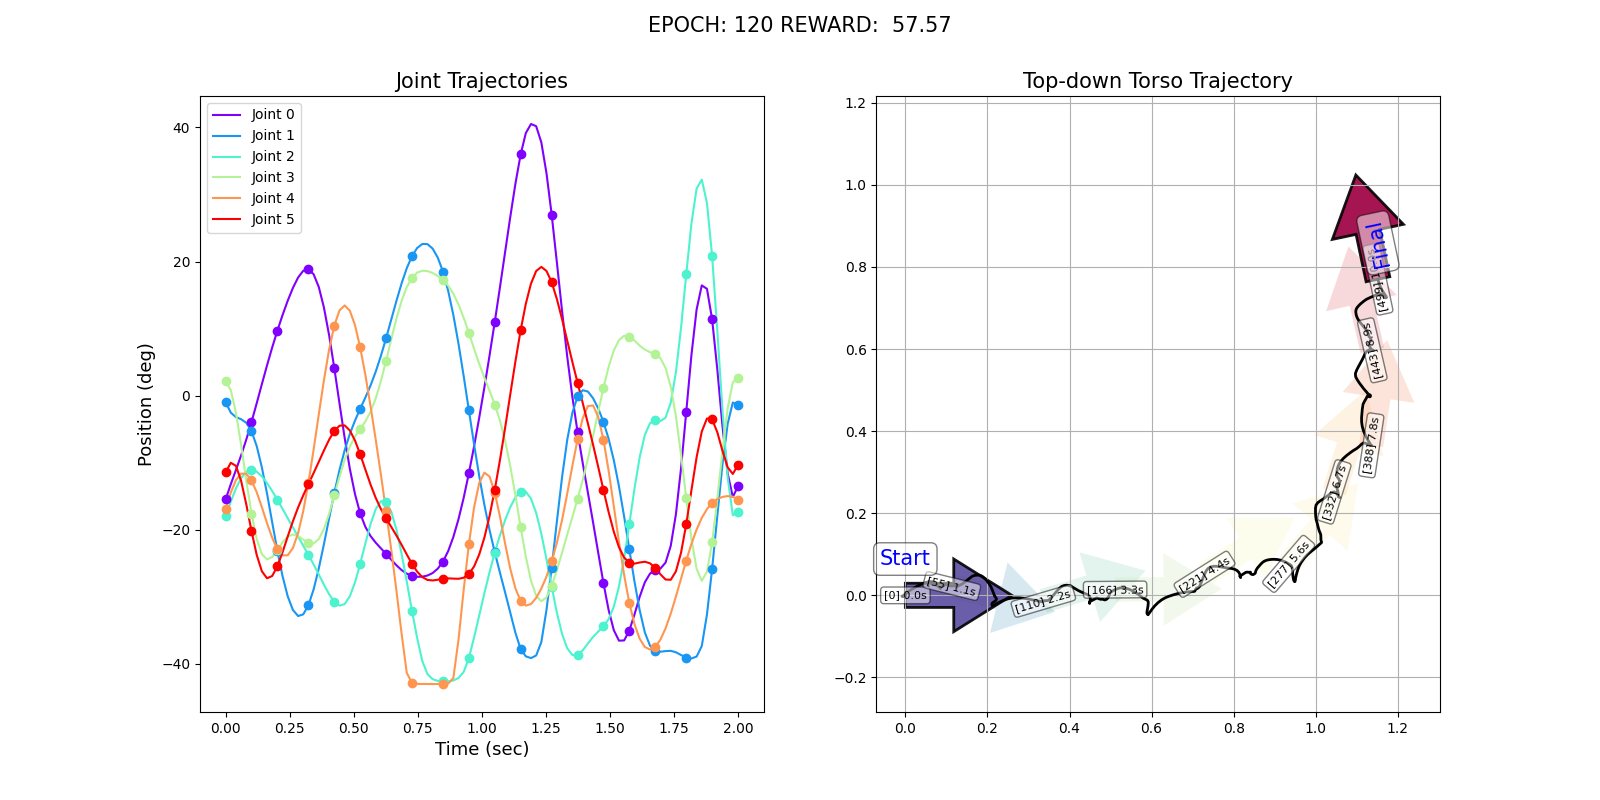 EPOCH: 120 REWARD:  57.57
Joint Trajectories
Top-down Torso Trajectory
Joint 0
Joint 1
Joint 2
Joint 3
Joint 4
Joint 5
Position (deg)
40
20
0
−20
−40
0.00 0.25 0.50 0.75 1.00 1.25 1.50 1.75 2.00
Time (sec)
1.2
1.0
0.8
0.6
0.4
0.2
0.0
−0.2
0.0 0.2 0.4 0.6 0.8 1.0 1.2
Start
[0] 0.0s
[55] 1.1s
[110] 2.2s
[166] 3.3s
[221] 4.4s
[277] 5.6s
[332] 6.7s
[388] 7.8s
[443] 8.9s
[499]
Final